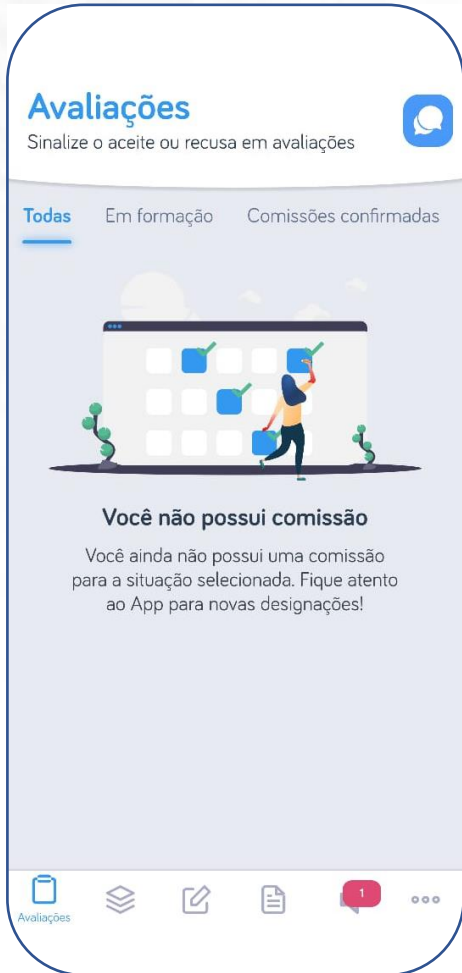 Avaliações
Sinalize o aceite ou recusa em avaliações
Todas
Em formação
Comissões confirmadas
Você não possui comissão
Você ainda não possui uma comissão
para a situação selecionada. Fique atento
ao App para novas designações!
1
Avaliações